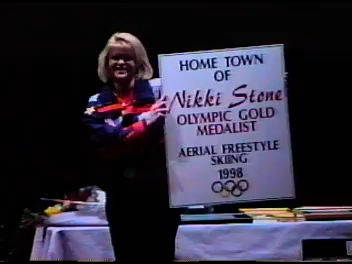 HOME TOWN
OF
Nikki Stone
OLYMPIC GOLD
MEDALIST
AERIAL FREESTYLE
SKIING
1998